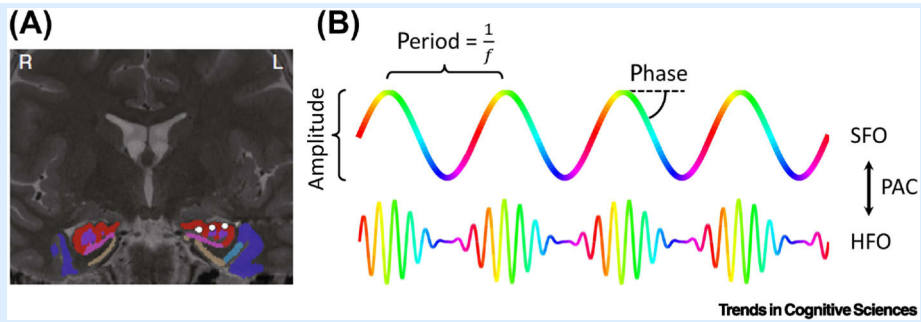 (A)
R
L
(B)
Period = 1/f
Phase
Amplitude
SFO
PAC
HFO
Trends in Cognitive Sciences